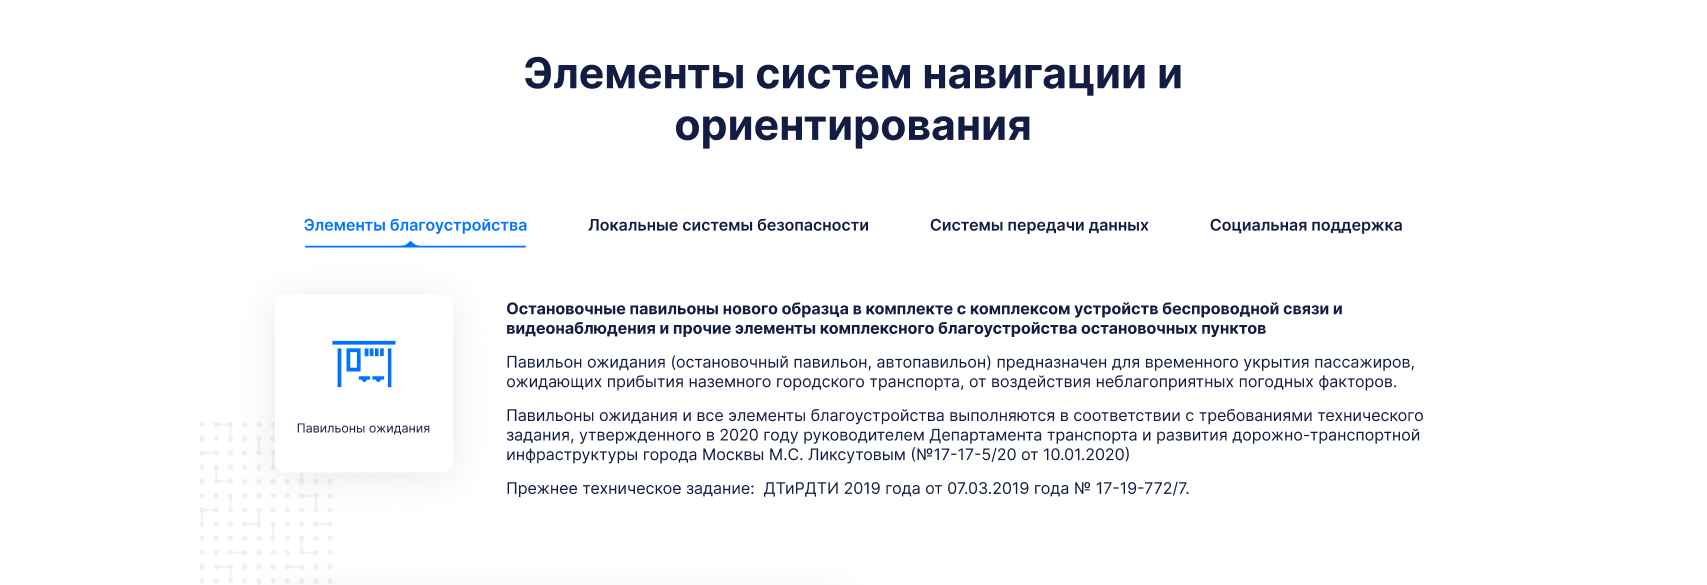 Элементы систем навигации и
ориентирования
Элементы благоустройства
Локальные системы безопасности
Системы передачи данных
Социальная поддержка
Павильоны ожидания
Остановочные павильоны нового образца в комплекте с комплексом устройств беспроводной связи и
видеонаблюдения и прочие элементы комплексного благоустройства остановочных пунктов
Павильон ожидания (остановочный павильон, автопавильон) предназначен для временного укрытия пассажиров,
ожидающих прибытия наземного городского транспорта, от воздействия неблагоприятных погодных факторов.
Павильоны ожидания и все элементы благоустройства выполняются в соответствии с требованиями технического
задания, утвержденного в 2020 году руководителем Департамента транспорта и развития дорожно-транспортной
инфраструктуры города Москвы М.С. Ликсутовым (№17-17-5/20 от 10.01.2020)
Прежнее техническое задание:  ДТиРДТИ 2019 года от 07.03.2019 года № 17-19-772/7.